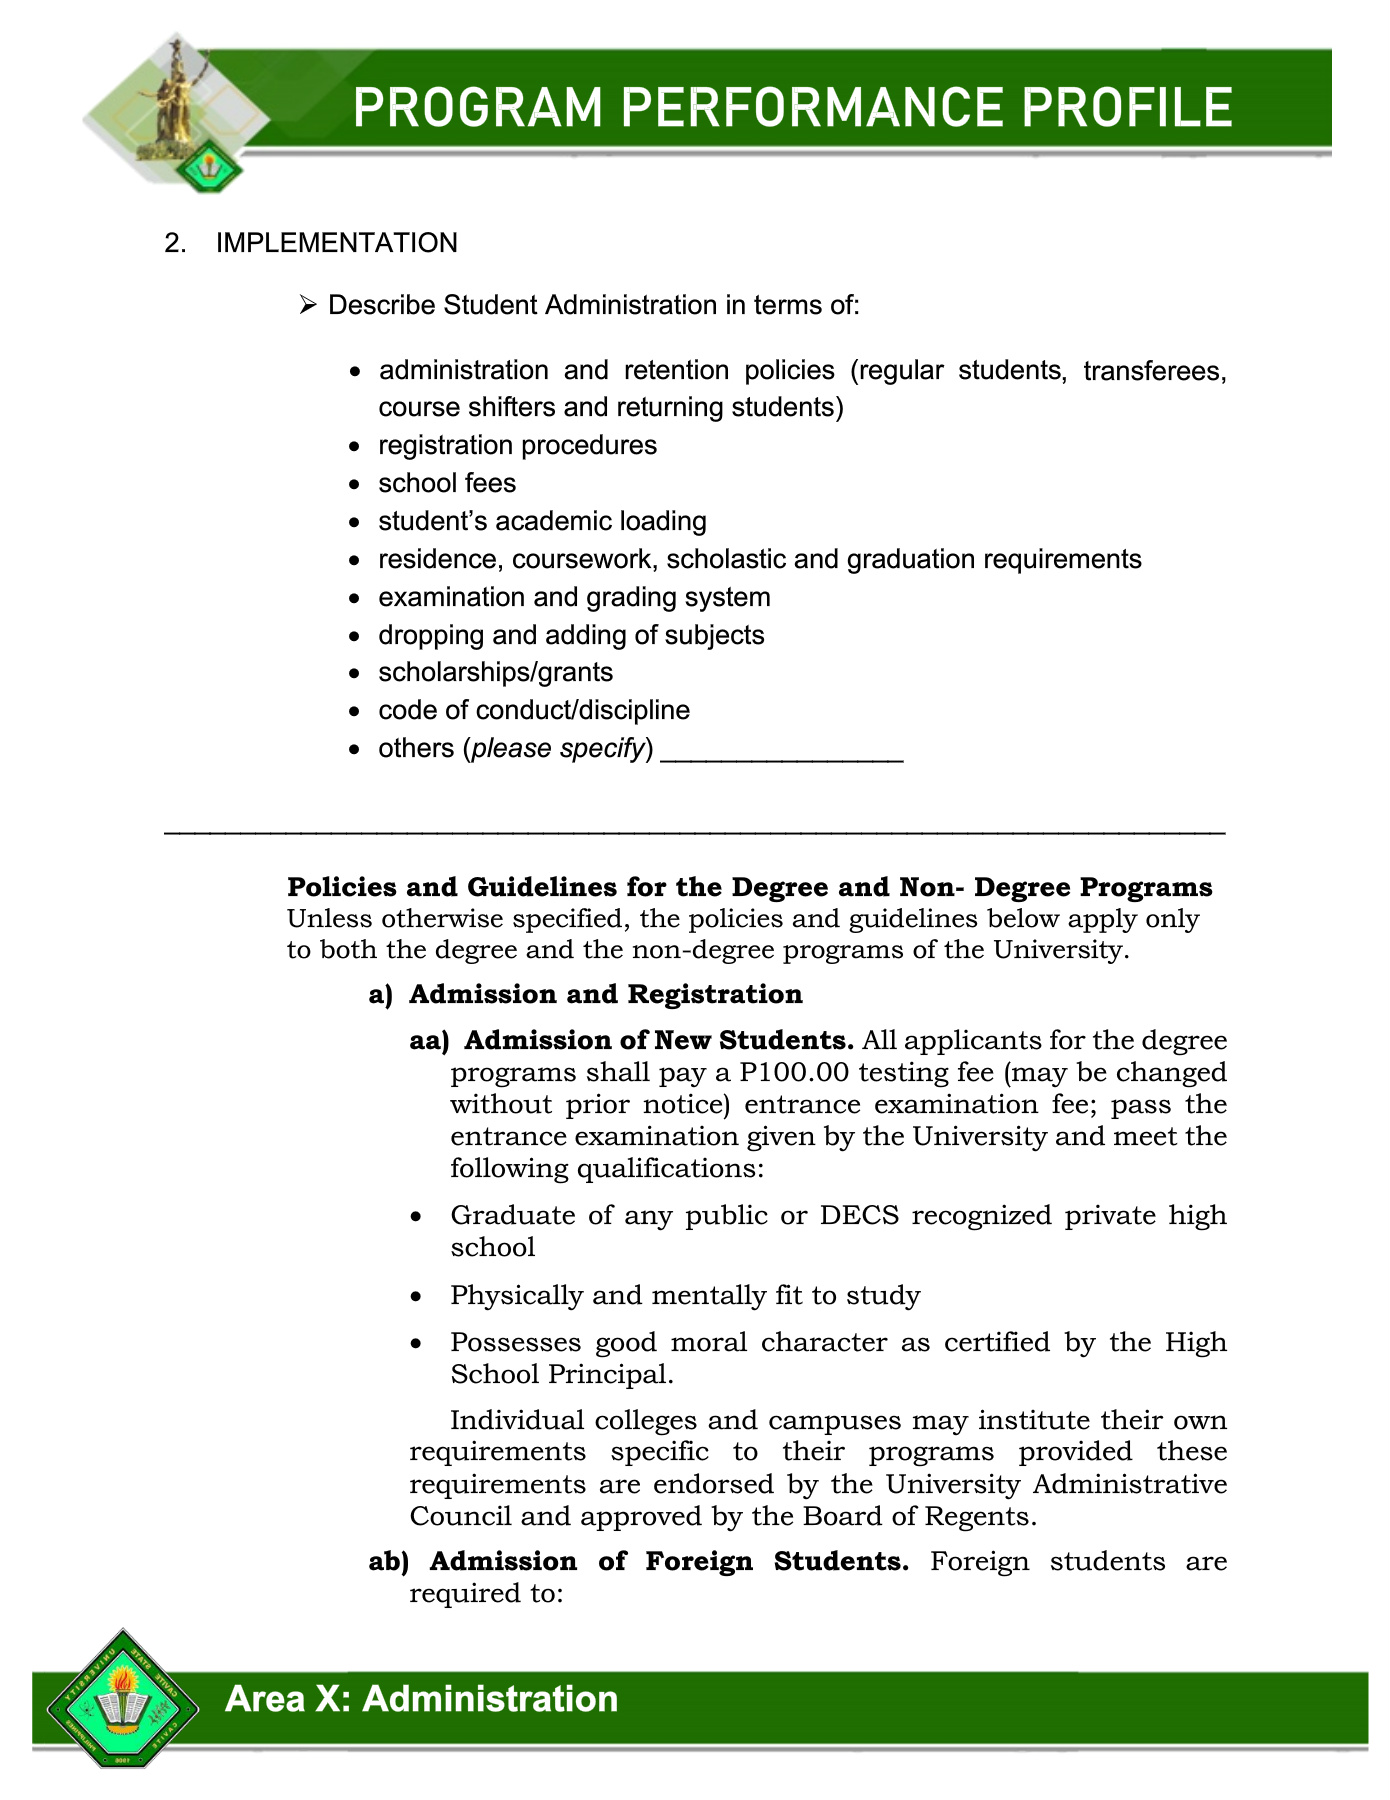 PROGRAM PERFORMANCE PROFILE
2. IMPLEMENTATION
➢ Describe Student Administration in terms of:
• administration and retention policies (regular students, transferees,
course shifters and returning students)
• registration procedures
• school fees
• student’s academic loading
• residence, coursework, scholastic and graduation requirements
• examination and grading system
• dropping and adding of subjects
• scholarships/grants
• code of conduct/discipline
• others (please specify) ________________
Policies and Guidelines for the Degree and Non- Degree Programs
Unless otherwise specified, the policies and guidelines below apply only
to both the degree and the non-degree programs of the University.
a) Admission and Registration
aa) Admission of New Students. All applicants for the degree
programs shall pay a P100.00 testing fee (may be changed
without prior notice) entrance examination fee; pass the
entrance examination given by the University and meet the
following qualifications:
• Graduate of any public or DECS recognized private high
school
• Physically and mentally fit to study
• Possesses good moral character as certified by the High
School Principal.
Individual colleges and campuses may institute their own
requirements specific to their programs provided these
requirements are endorsed by the University Administrative
Council and approved by the Board of Regents.
ab) Admission of Foreign Students. Foreign students are
required to:
CAVITE STATE UNIVERSITY
Area X: Administration